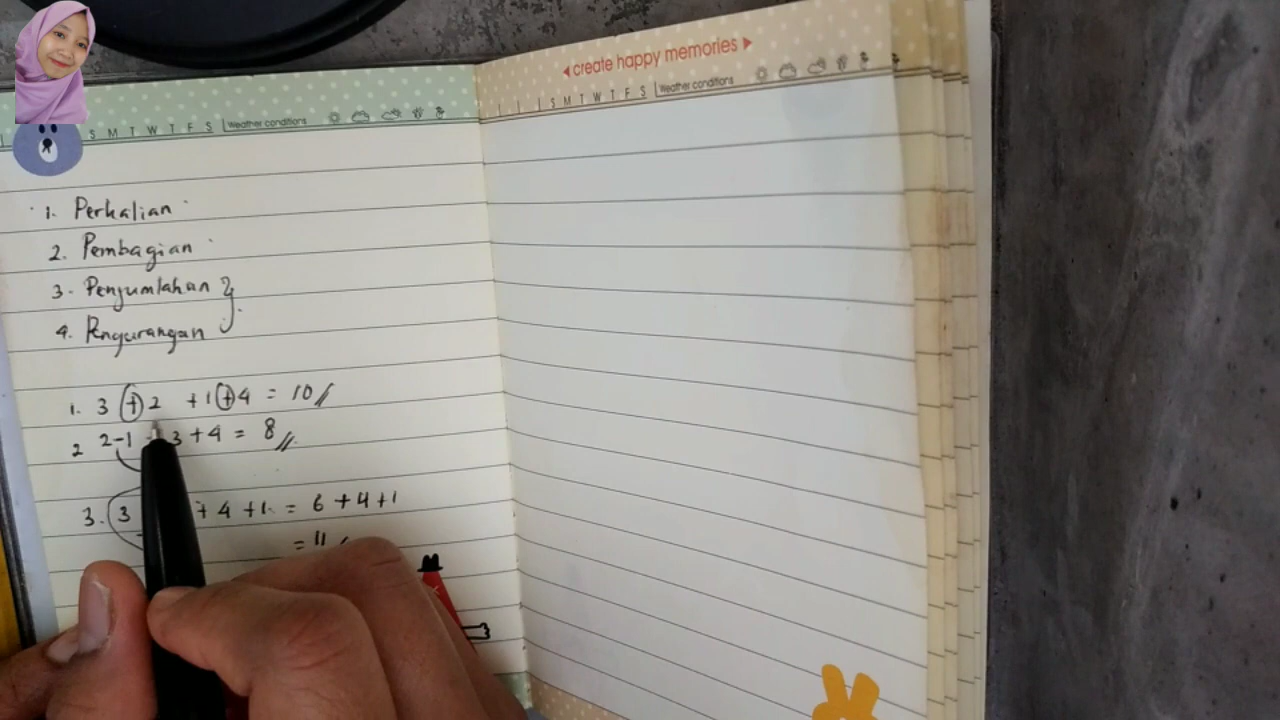 S M T W T F S Weather conditions
create happy memories
S M T W T F S Weather conditions
1. Perkalian
2. Pembagian
3. Penjumlahan
4. Pengurangan
1. 3 + 2 + 1 + 4 = 10
2 2-1 3 + 4 = 8
3. (3 + 4 + 1 = 6 + 4 + 1
= 11